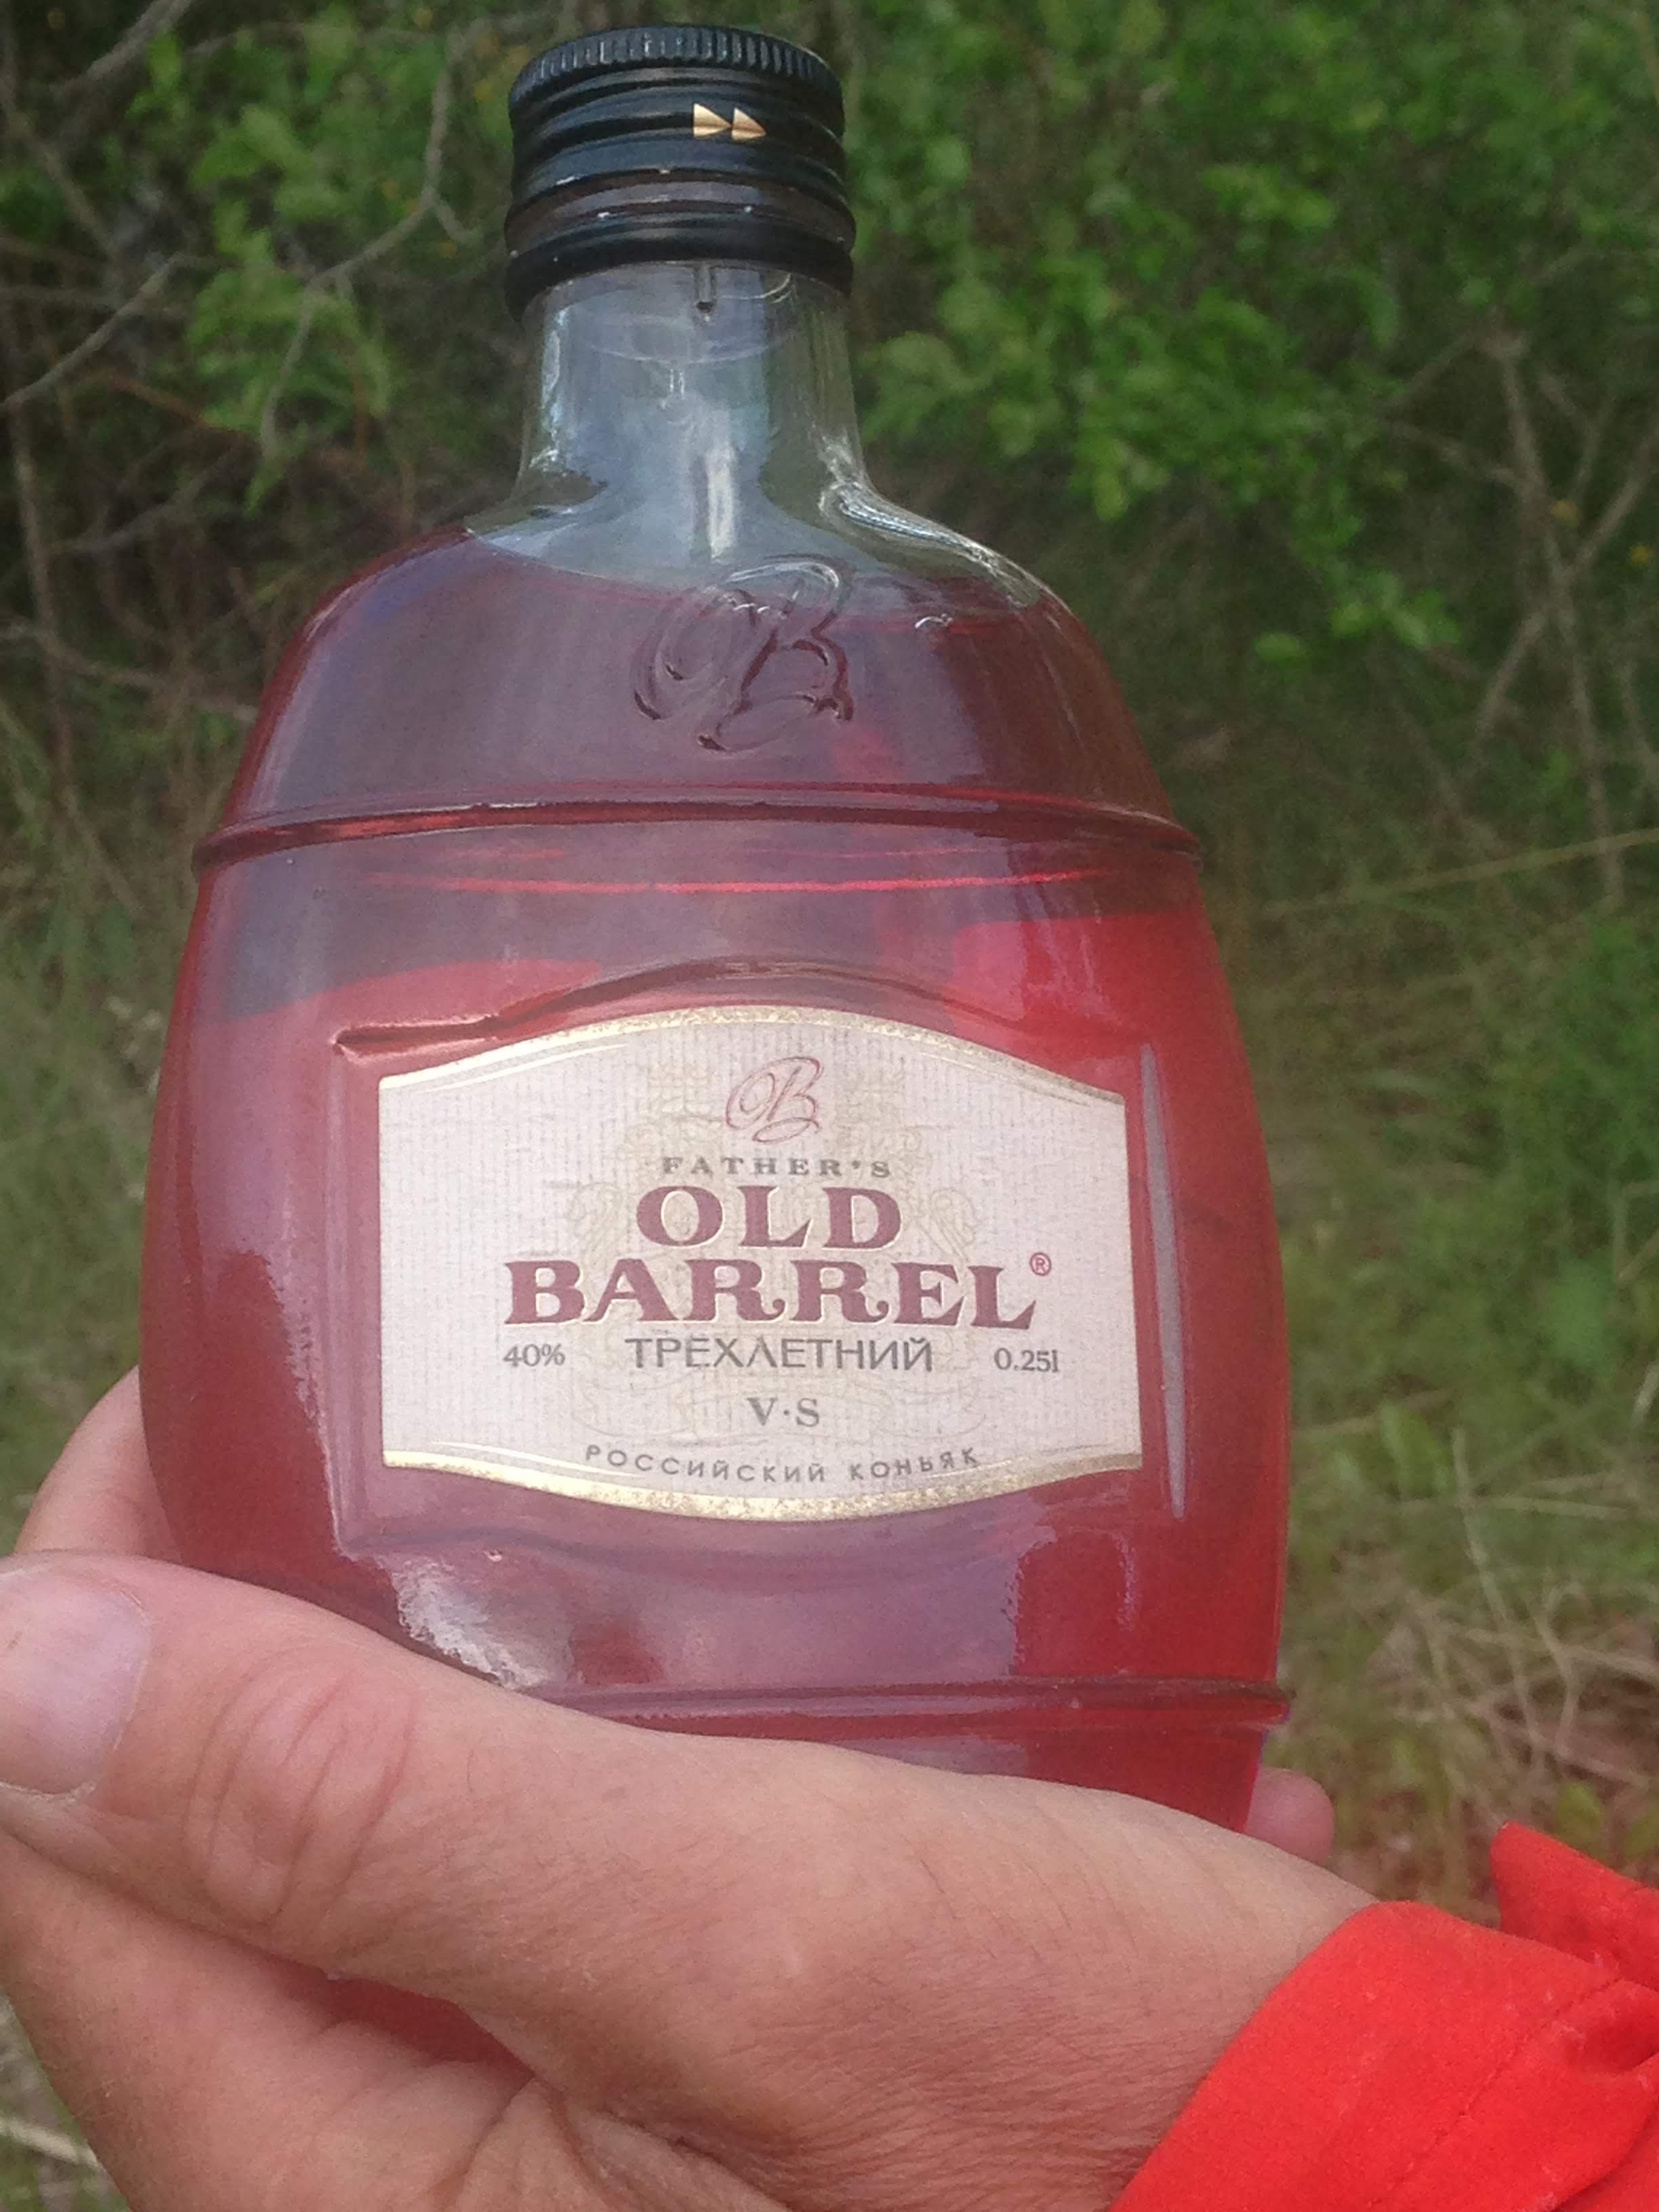 B
B
FATHER'S
OLD
BARREL®
40% ТРЕХЛЕТНИЙ 0.25l
V·S
РОССИЙСКИЙ КОНЬЯК